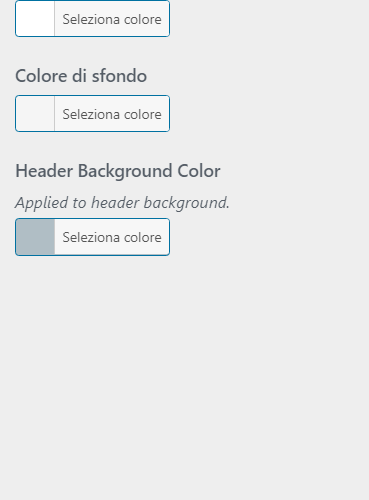 Seleziona colore
Colore di sfondo
Seleziona colore
Header Background Color
Applied to header background.
Seleziona colore